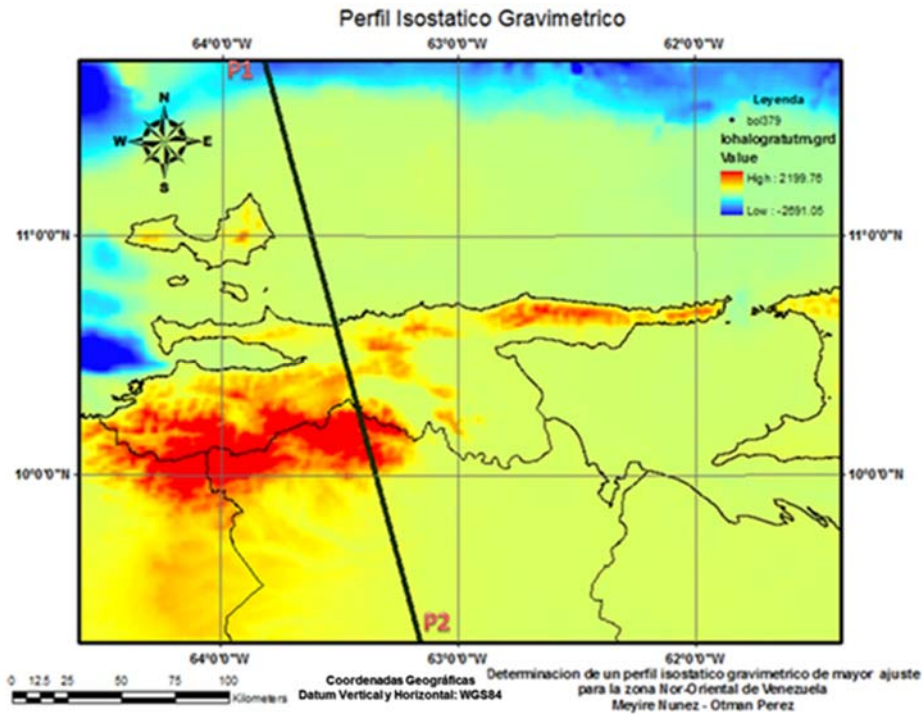 Perfil Isostatico Gravimetrico
64°0'0"W 63°0'0"W 62°0'0"W
P1
N
W E
S
Leyenda
bol379
lohalogratutm.grd
Value
High : 2199.76
Low : -2691.05
11°0'0"N 11°0'0"N
10°0'0"N 10°0'0"N
P2
64°0'0"W 63°0'0"W 62°0'0"W
0 12.5 25 50 75 100
Kilometers
Coordenadas Geográficas
Datum Vertical y Horizontal: WGS84
Determinacion de un perfil isostatico gravimetrico de mayor ajuste
para la zona Nor-Oriental de Venezuela
Meyire Nunez - Otman Perez